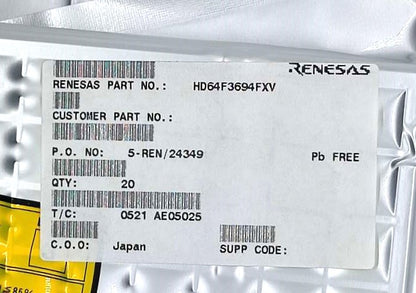 RENESAS
RENESAS PART NO.: HD64F3694FXV
CUSTOMER PART NO.:
P.O. NO: 5-REN/24349 Pb FREE
QTY: 20
T/C: 0521 AE05025
C.O.O: Japan SUPP CODE: